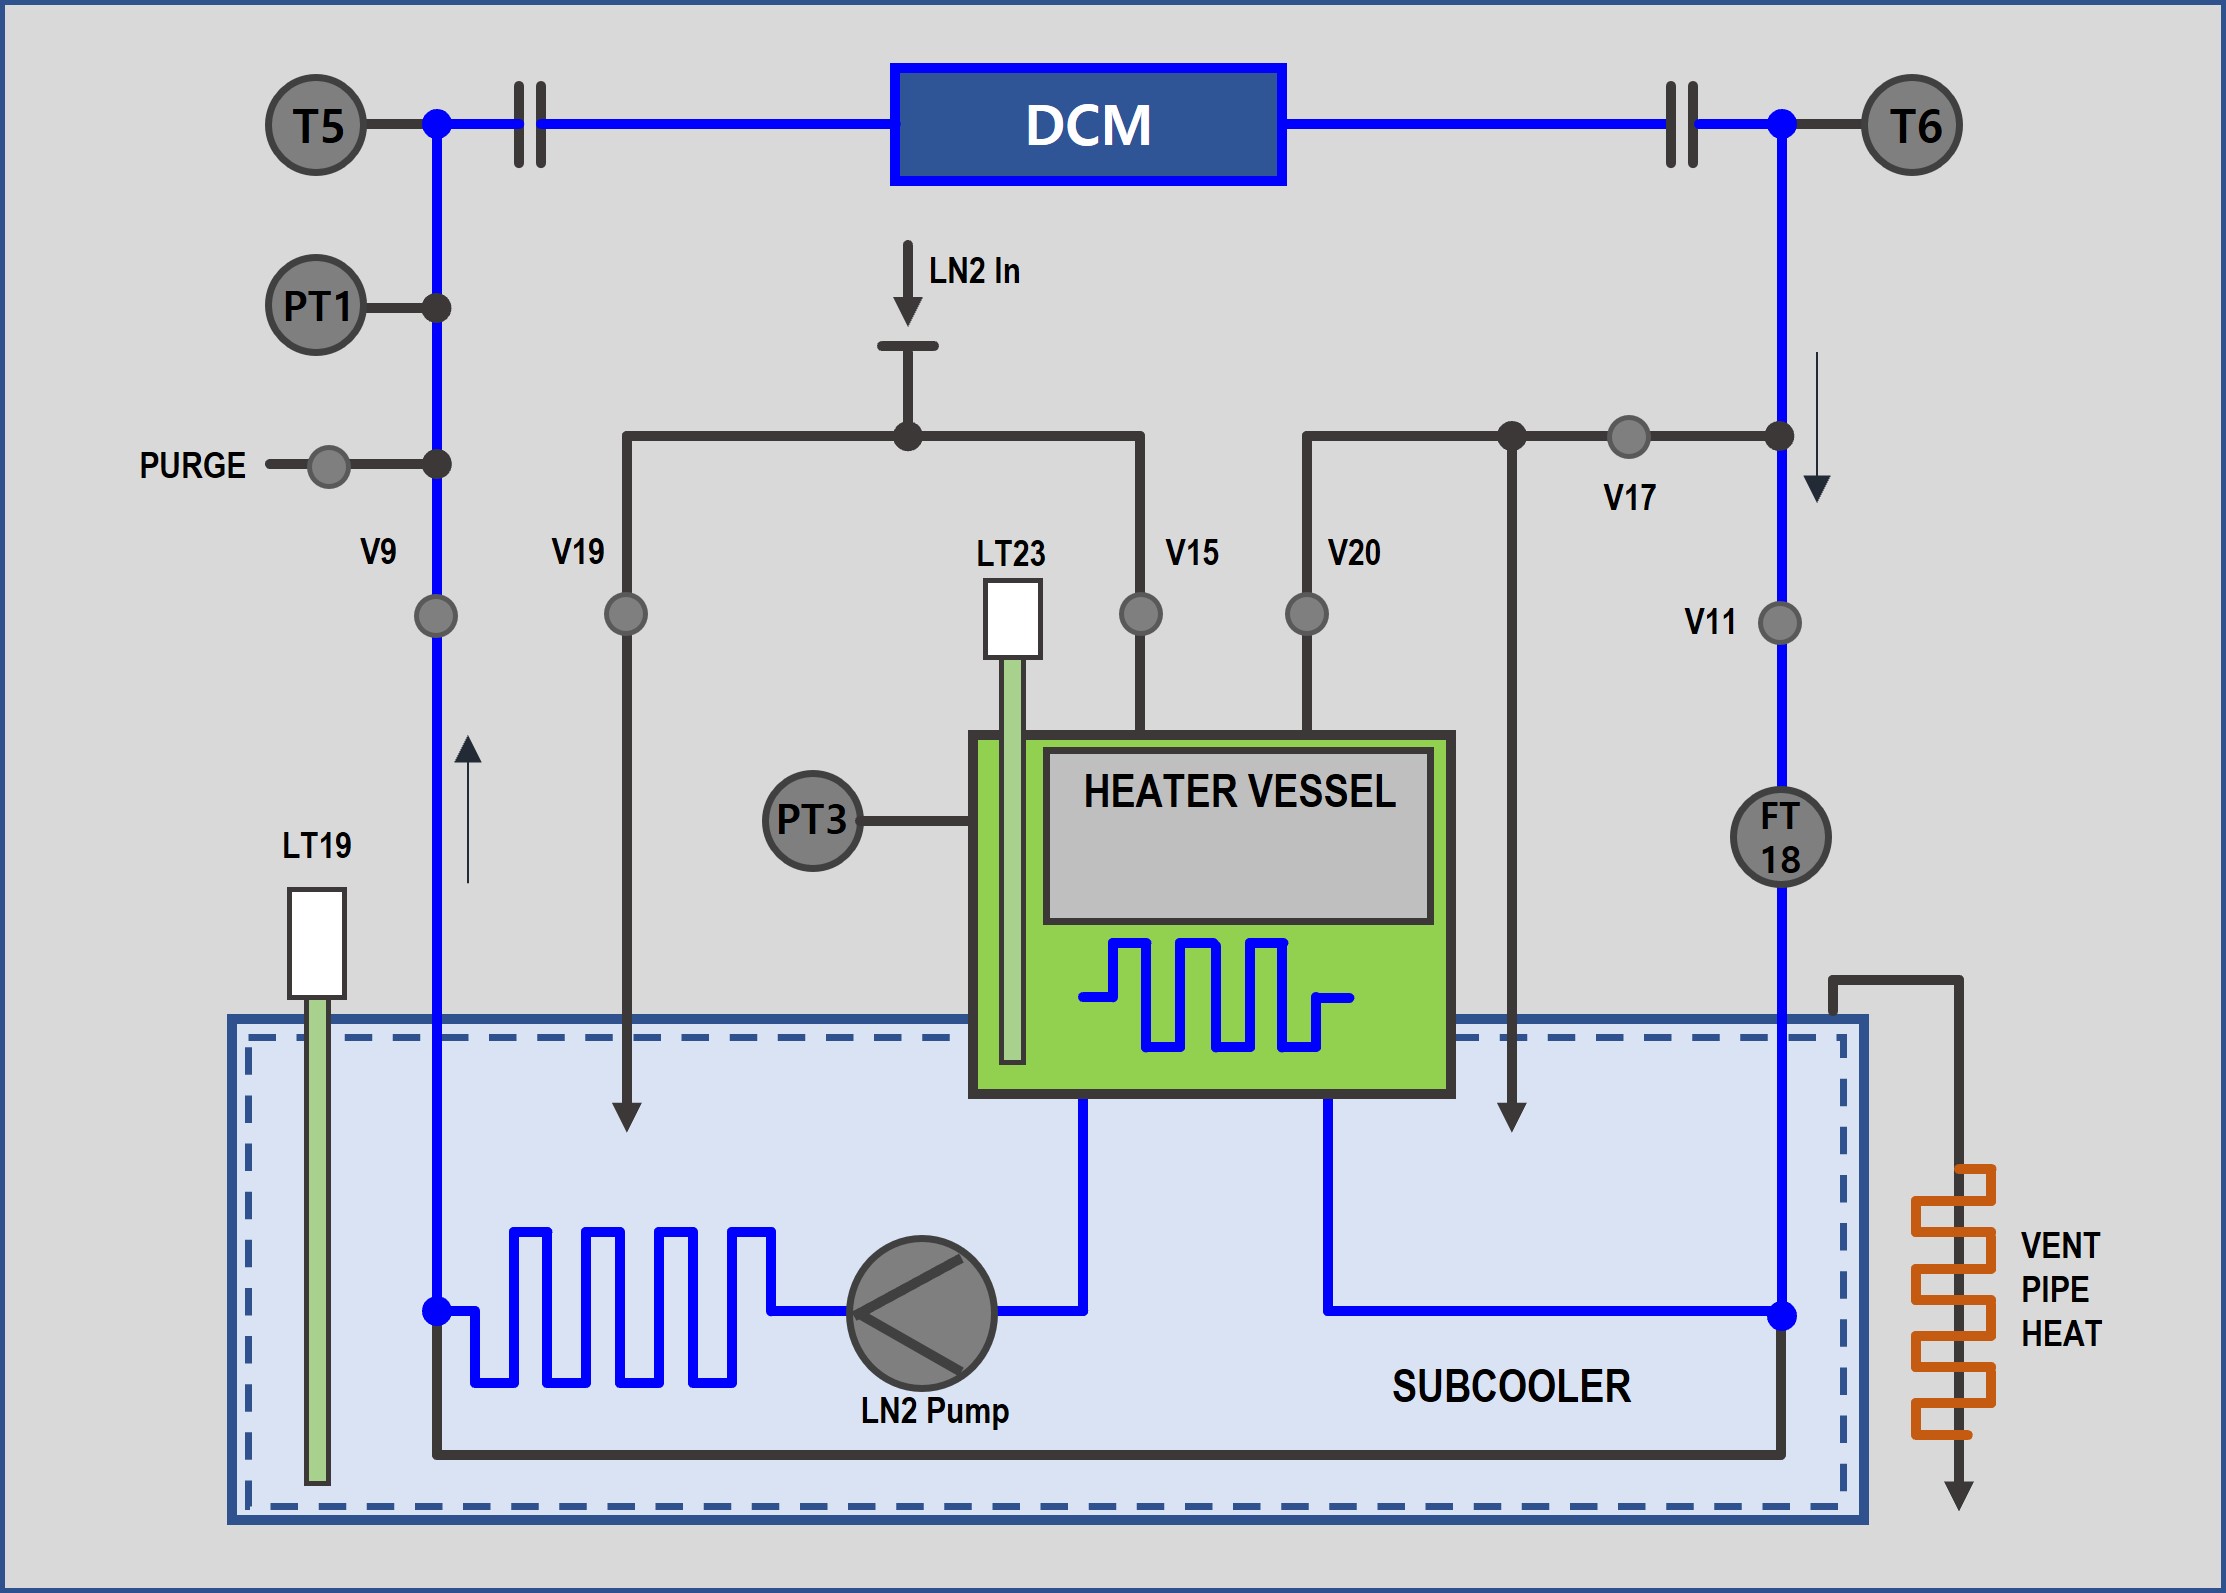 T5
DCM
T6
LN2 In
PT1
PURGE
V17
V9
V19
LT23
V15
V20
V11
HEATER VESSEL
PT3
FT
18
LT19
VENT
PIPE
HEAT
SUBCOOLER
LN2 Pump